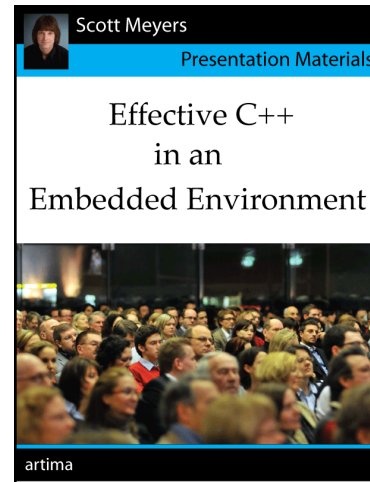 Scott Meyers
Presentation Materials
Effective C++
in an
Embedded Environment
artima